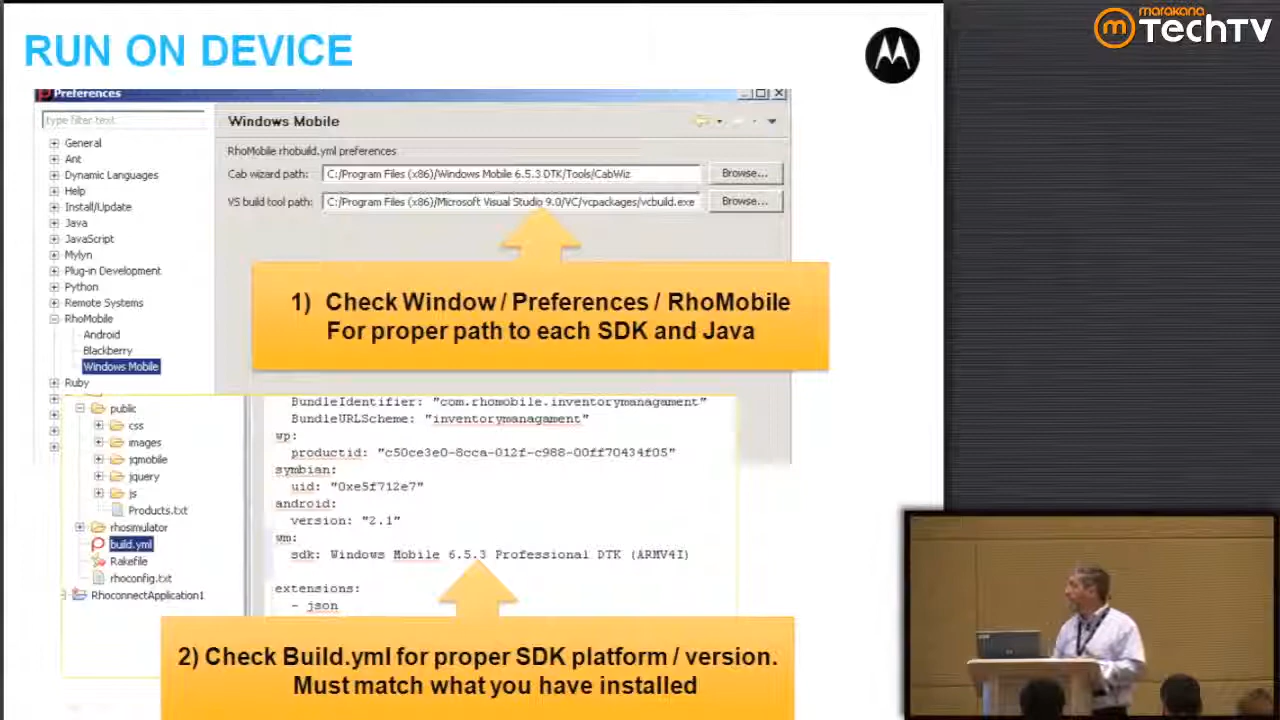 RUN ON DEVICE
marakana
TechTV
Preferences
type filter text
General
Ant
Dynamic Languages
Help
Install/Update
Java
JavaScript
Mylyn
Plug-in Development
Python
Remote Systems
RhoMobile
Android
Blackberry
Windows Mobile
Ruby
Windows Mobile
RhoMobile rhobuild.yml preferences
Cab wizard path: C:/Program Files (x86)/Windows Mobile 6.5.3 DTK/Tools/CabWiz Browse...
VS build tool path: C:/Program Files (x86)/Microsoft Visual Studio 9.0/VC/vcpackages/vcbuild.exe Browse...
1) Check Window / Preferences / RhoMobile
For proper path to each SDK and Java
public
css
images
jqmobile
jquery
js
Products.txt
rhosimulator
build.yml
Rakefile
rhoconfig.txt
RhoconnectApplication1
BundleIdentifier: "com.rhomobile.inventorymanagament"
BundleURLScheme: "inventorymanagament"
wp:
productid: "c50ce3e0-8cca-012f-c988-00ff70434f05"
symbian:
uid: "0xe5f712e7"
android:
version: "2.1"
wm:
sdk: Windows Mobile 6.5.3 Professional DTK (ARMV4I)
extensions:
- json
2) Check Build.yml for proper SDK platform / version.
Must match what you have installed